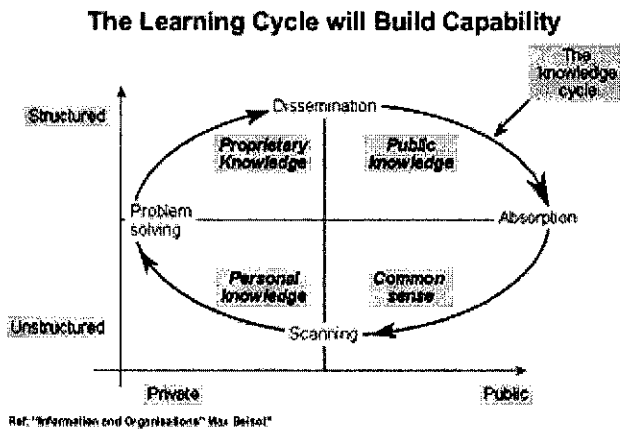 The Learning Cycle will Build Capability
The
knowledge
cycle
Structured
Dissemination
Proprietary
Knowledge
Public
knowledge
Problem
solving
Absorption
Personal
knowledge
Common
sense
Unstructured
Scanning
Private
Public
Ref: "Information and Organisations" Max Boisot"